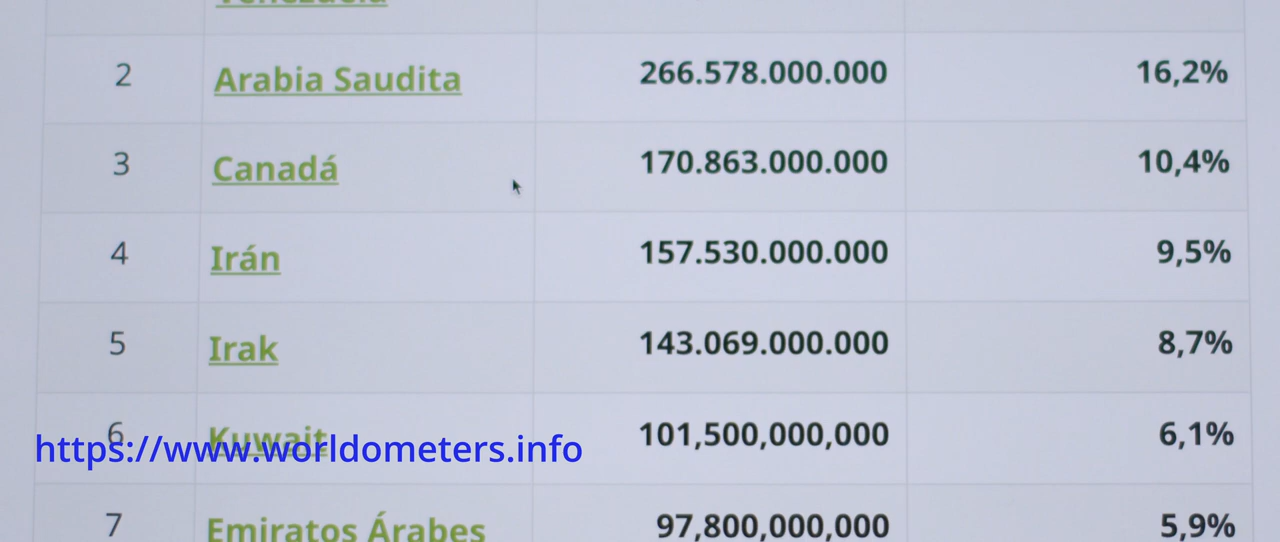 Venezuela
2 Arabia Saudita 266.578.000.000 16,2%
3 Canadá 170.863.000.000 10,4%
4 Irán 157.530.000.000 9,5%
5 Irak 143.069.000.000 8,7%
6 Kuwait 101,500,000,000 6,1%
https://www.worldometers.info
7 Emiratos Árabes 97,800,000,000 5,9%